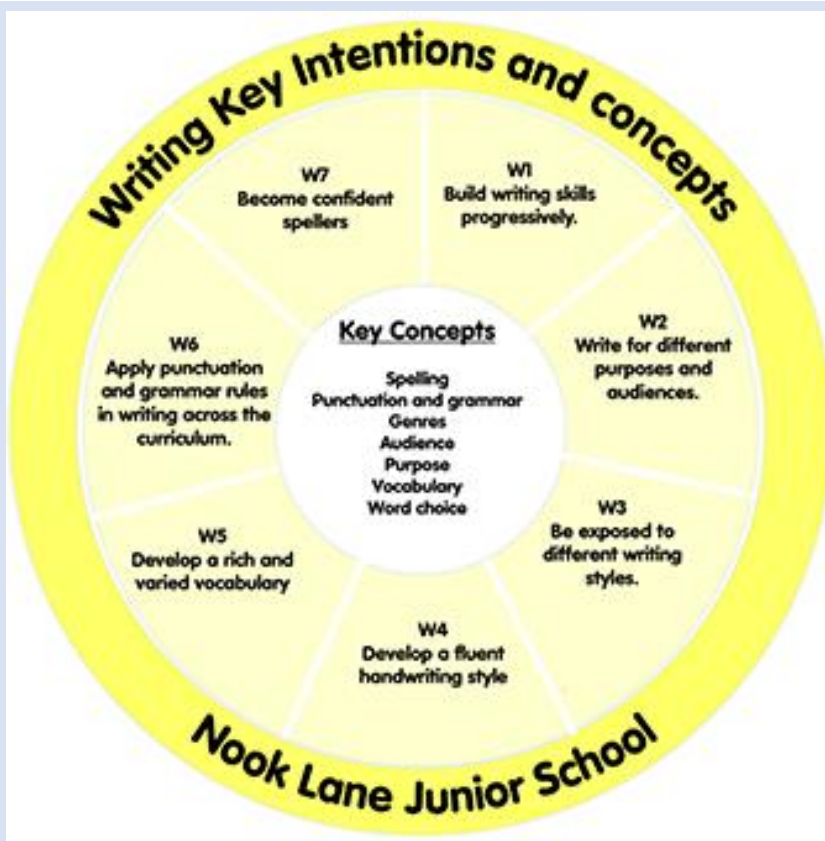 Writing Key Intentions and concepts
W1
Build writing skills
progressively.
W2
Write for different
purposes and
audiences.
W3
Be exposed to
different writing
styles.
W4
Develop a fluent
handwriting style
W5
Develop a rich and
varied vocabulary
W6
Apply punctuation
and grammar rules
in writing across the
curriculum.
W7
Become confident
spellers
Key Concepts
Spelling
Punctuation and grammar
Genres
Audience
Purpose
Vocabulary
Word choice
Nook Lane Junior School